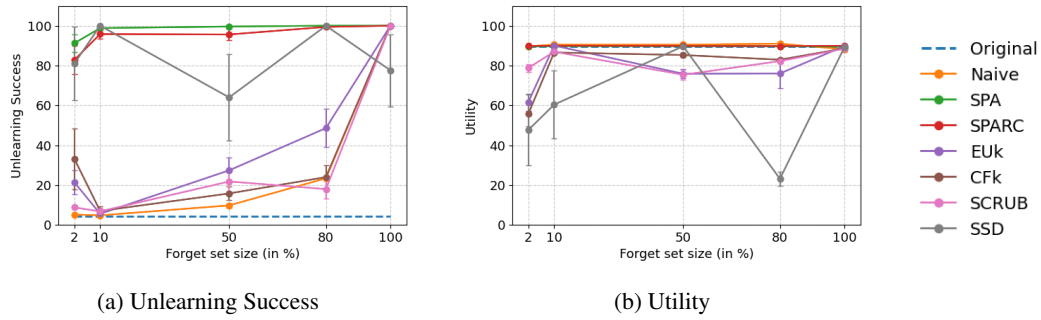 100
80
60
40
20
0
Unlearning Success
2 10 50 80 100
Forget set size (in %)
(a) Unlearning Success
100
80
60
40
20
0
Utility
2 10 50 80 100
Forget set size (in %)
(b) Utility
Original
Naive
SPA
SPARC
EUk
CFk
SCRUB
SSD